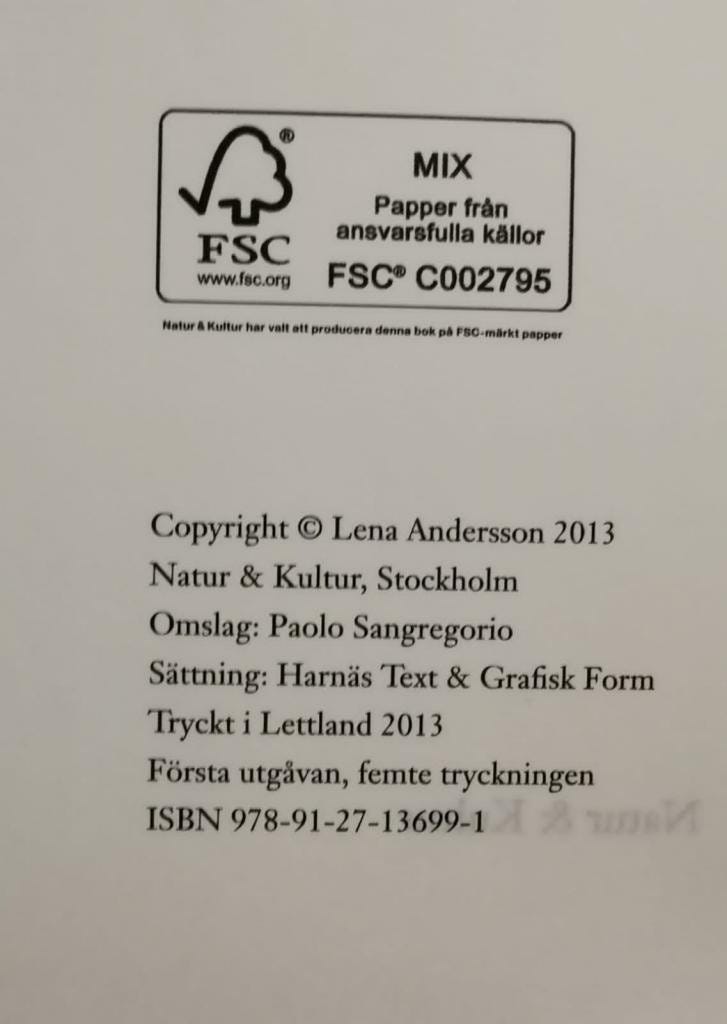 ®
FSC
www.fsc.org
MIX
Papper från
ansvarsfulla källor
FSC® C002795
Natur & Kultur har valt att producera denna bok på FSC-märkt papper
Copyright © Lena Andersson 2013
Natur & Kultur, Stockholm
Omslag: Paolo Sangregorio
Sättning: Harnäs Text & Grafisk Form
Tryckt i Lettland 2013
Första utgåvan, femte tryckningen
ISBN 978-91-27-13699-1